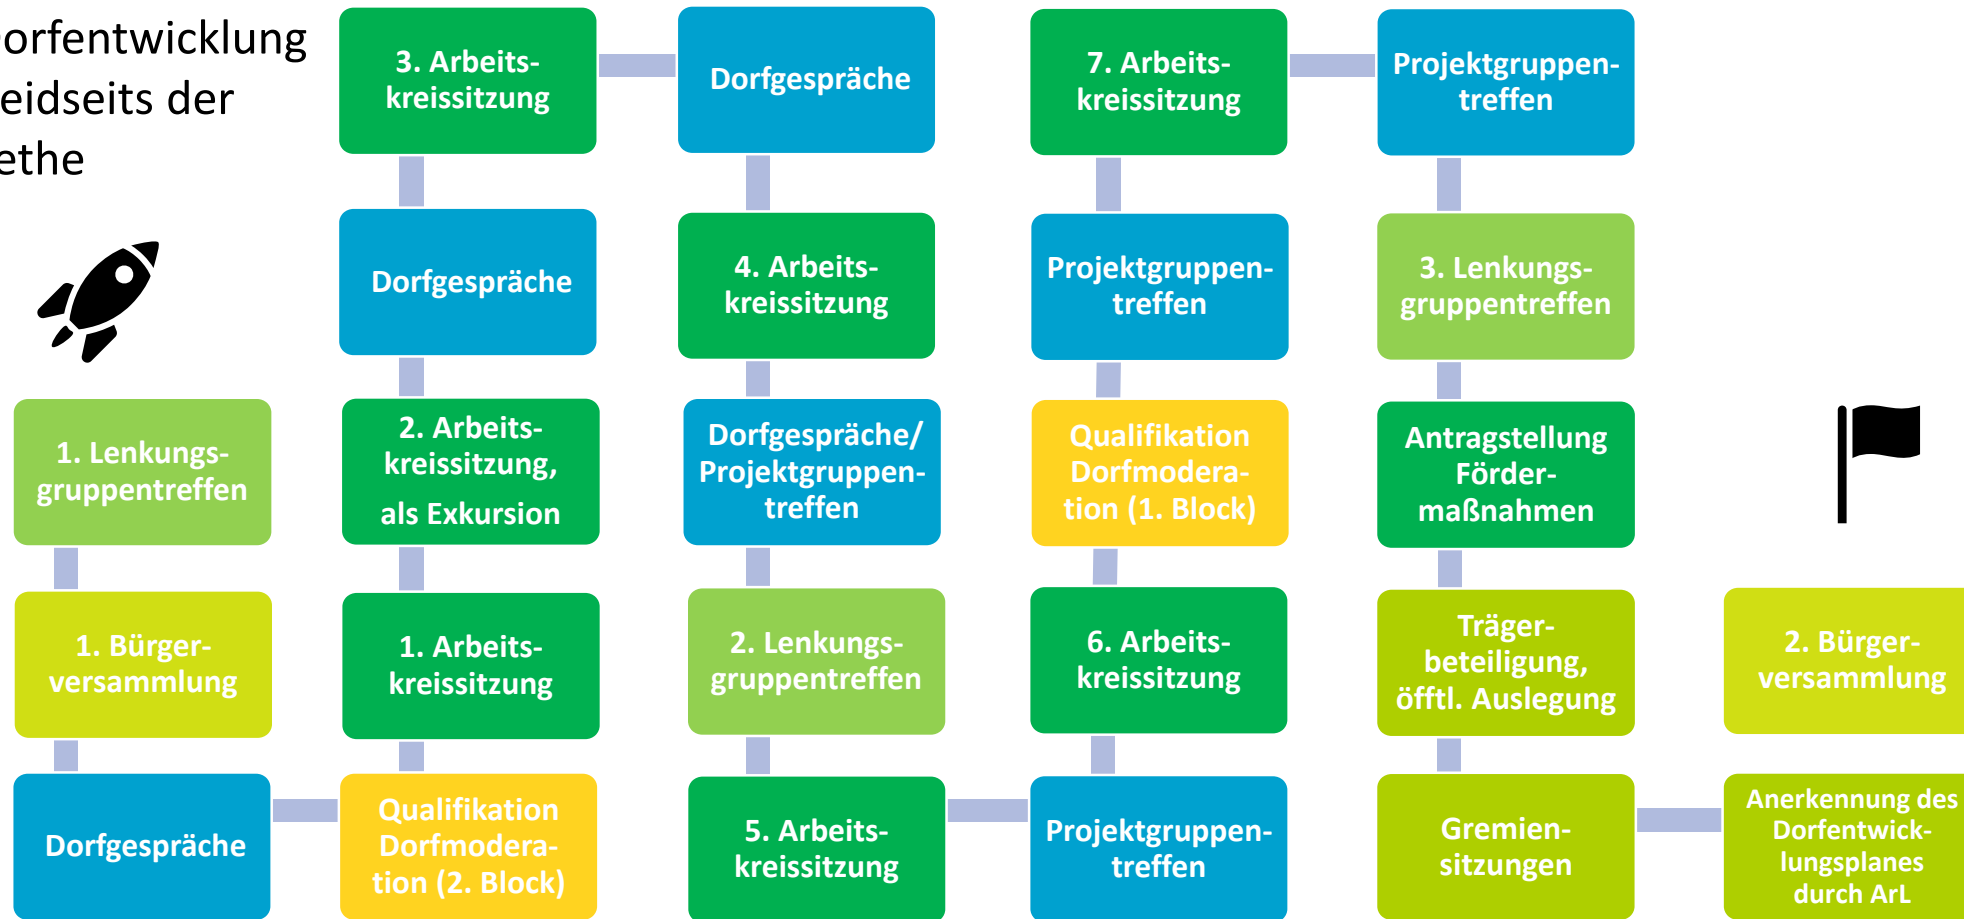 orfentwicklung
eidseits der
ethe
1. Lenkungs-
gruppentreffen
1. Bürger-
versammlung
Dorfgespräche
Qualifikation
Dorfmodera-
tion (2. Block)
1. Arbeits-
kreissitzung
2. Arbeits-
kreissitzung,
als Exkursion
Dorfgespräche
3. Arbeits-
kreissitzung
Dorfgespräche
4. Arbeits-
kreissitzung
Dorfgespräche/
Projektgruppen-
treffen
2. Lenkungs-
gruppentreffen
5. Arbeits-
kreissitzung
Projektgruppen-
treffen
6. Arbeits-
kreissitzung
Qualifikation
Dorfmodera-
tion (1. Block)
Projektgruppen-
treffen
7. Arbeits-
kreissitzung
Projektgruppen-
treffen
3. Lenkungs-
gruppentreffen
Antragstellung
Förder-
maßnahmen
Träger-
beteiligung,
öfftl. Auslegung
Gremien-
sitzungen
Anerkennung des
Dorfentwick-
lungsplanes
durch ArL
2. Bürger-
versammlung